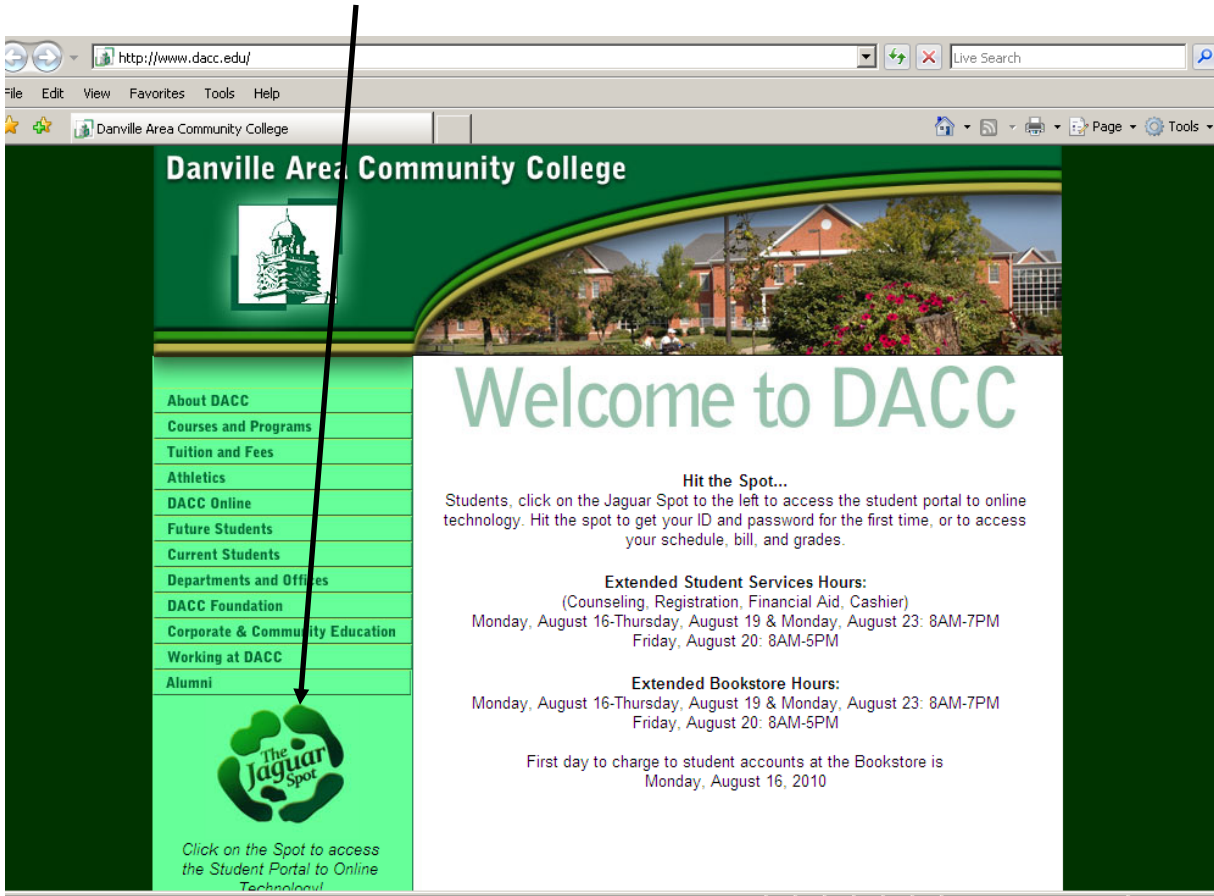 http://www.dacc.edu/
Live Search
File Edit View Favorites Tools Help
Danville Area Community College
Page Tools
Danville Area Community College
Welcome to DACC
About DACC
Courses and Programs
Tuition and Fees
Athletics
DACC Online
Future Students
Current Students
Departments and Offices
DACC Foundation
Corporate & Community Education
Working at DACC
Alumni
The
Jaguar
Spot
Click on the Spot to access
the Student Portal to Online
Technology!
Hit the Spot...
Students, click on the Jaguar Spot to the left to access the student portal to online
technology. Hit the spot to get your ID and password for the first time, or to access
your schedule, bill, and grades.
Extended Student Services Hours:
(Counseling, Registration, Financial Aid, Cashier)
Monday, August 16-Thursday, August 19 & Monday, August 23: 8AM-7PM
Friday, August 20: 8AM-5PM
Extended Bookstore Hours:
Monday, August 16-Thursday, August 19 & Monday, August 23: 8AM-7PM
Friday, August 20: 8AM-5PM
First day to charge to student accounts at the Bookstore is
Monday, August 16, 2010